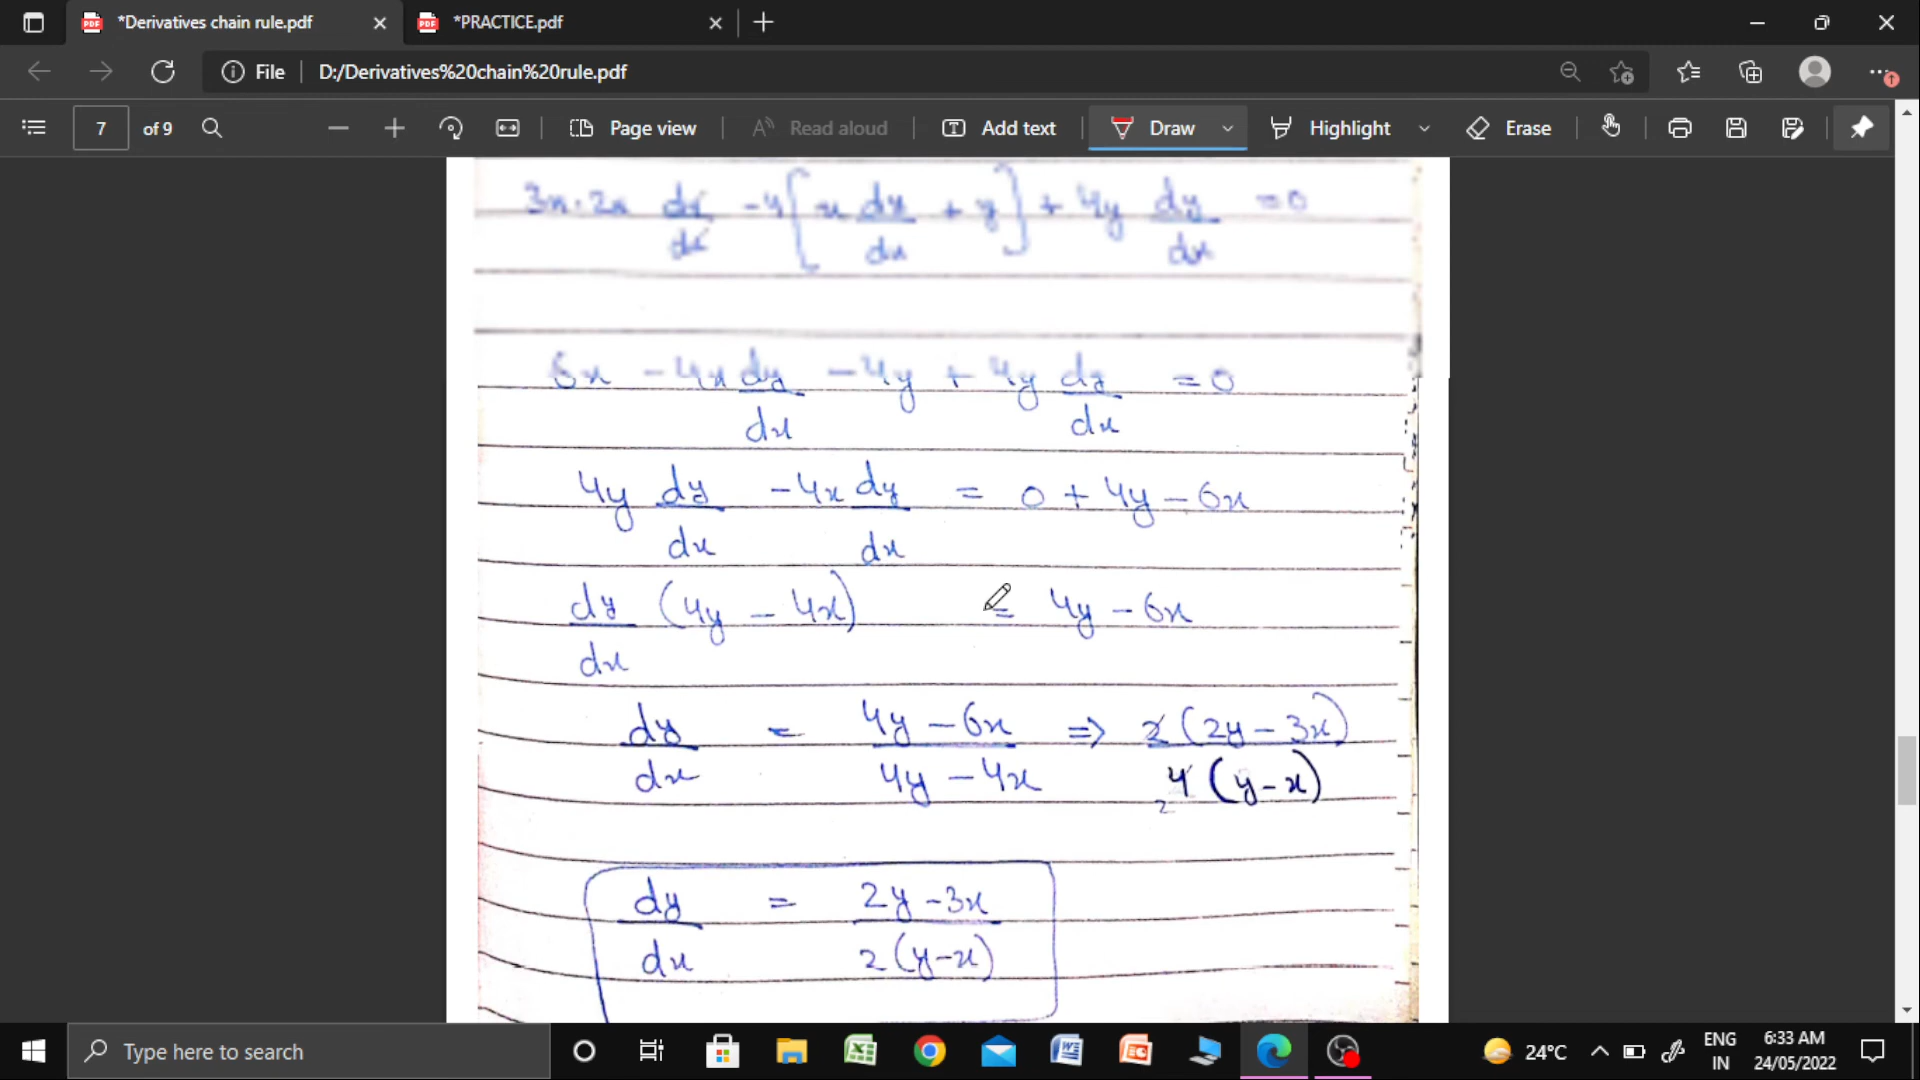 *Derivatives chain rule.pdf
*PRACTICE.pdf
File D:/Derivatives%20chain%20rule.pdf
7 of 9 Page view Read aloud Add text Draw Highlight Erase
3x·2x dx/dx -4[x dy/dx + y] + 4y dy/dx =0
6x -4x dy/dx -4y + 4y dy/dx =0
4y dy/dx -4x dy/dx = 0 + 4y - 6x
dy/dx (4y - 4x) = 4y - 6x
dy/dx = 4y - 6x/4y - 4x ⇒ 2(2y - 3x)/4(y-x) 2
dy/dx = 2y-3x/2(y-x)
Type here to search
24°C
ENG
IN
6:33 AM
24/05/2022